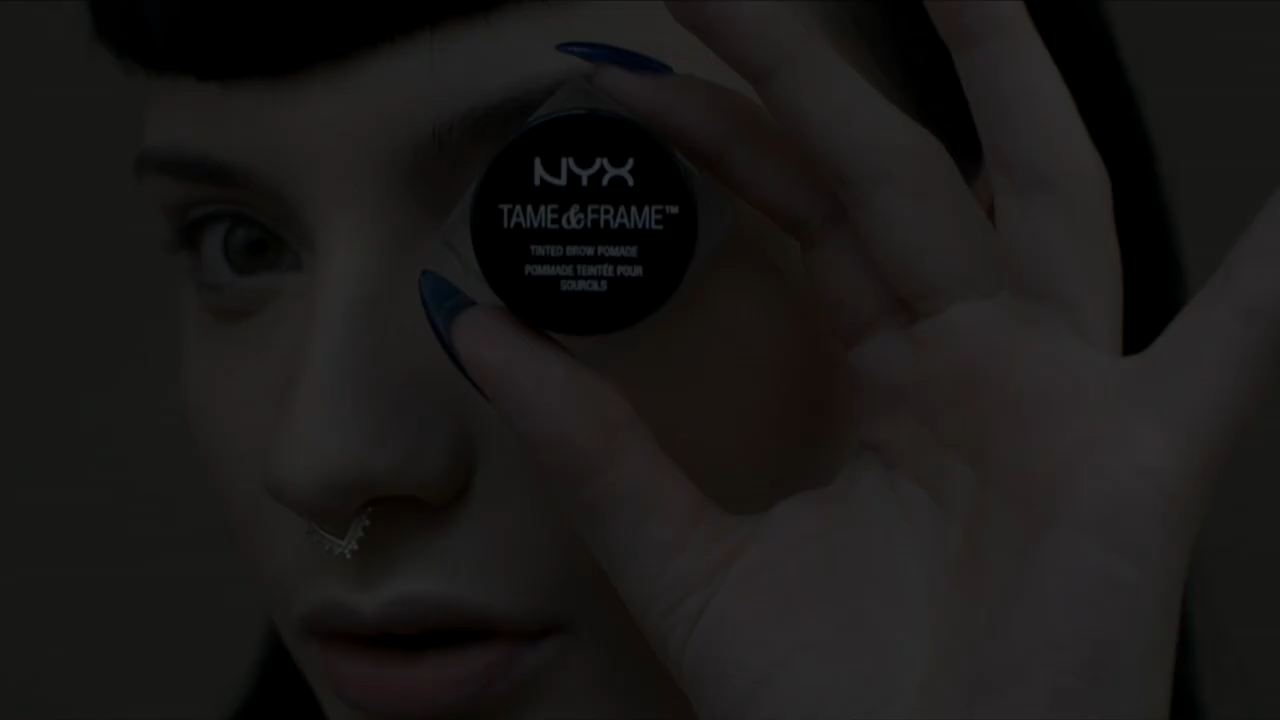 NYX
TAME&FRAME™
TINTED BROW POMADE
POMMADE TEINTÉE POUR
SOURCILS